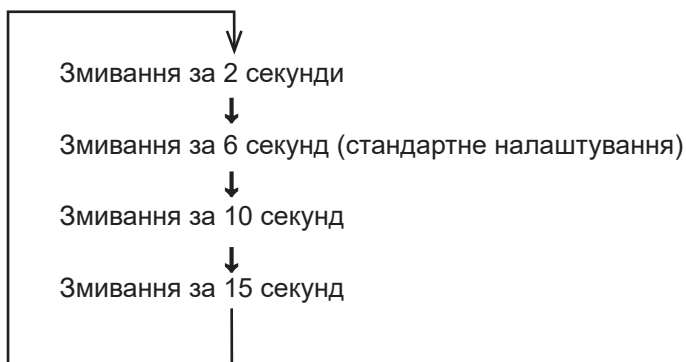 Змивання за 2 секунди
Змивання за 6 секунд (стандартне налаштування)
Змивання за 10 секунд
Змивання за 15 секунд